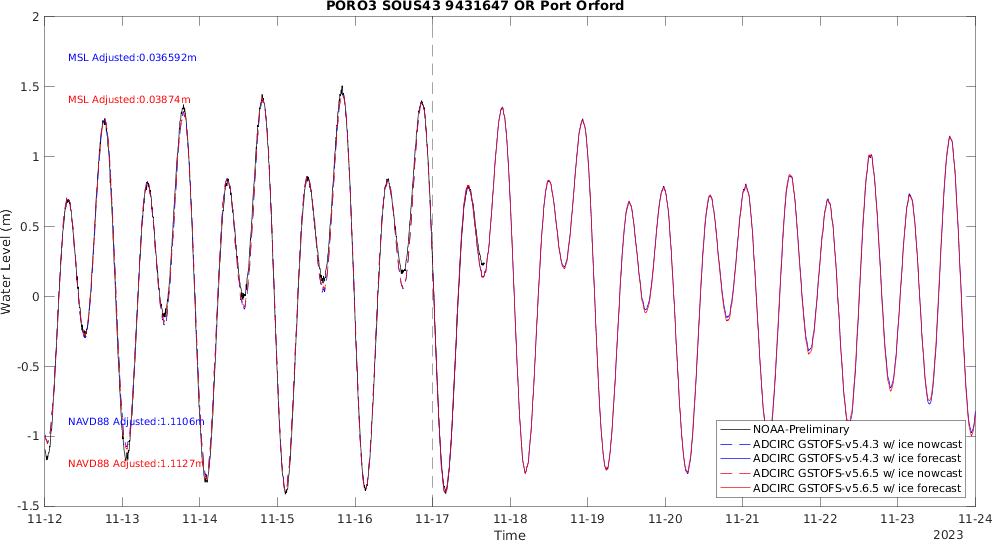 PORO3 SOUS43 9431647 OR Port Orford
2
1.5
1
0.5
0
-0.5
-1
-1.5
Water Level (m)
MSL Adjusted:0.036592m
MSL Adjusted:0.03874m
NAVD88 Adjusted:1.1106m
NAVD88 Adjusted:1.1127m
NOAA-Preliminary
ADCIRC GSTOFS-v5.4.3 w/ ice nowcast
ADCIRC GSTOFS-v5.4.3 w/ ice forecast
ADCIRC GSTOFS-v5.6.5 w/ ice nowcast
ADCIRC GSTOFS-v5.6.5 w/ ice forecast
11-12 11-13 11-14 11-15 11-16 11-17 11-18 11-19 11-20 11-21 11-22 11-23 11-24
Time
2023